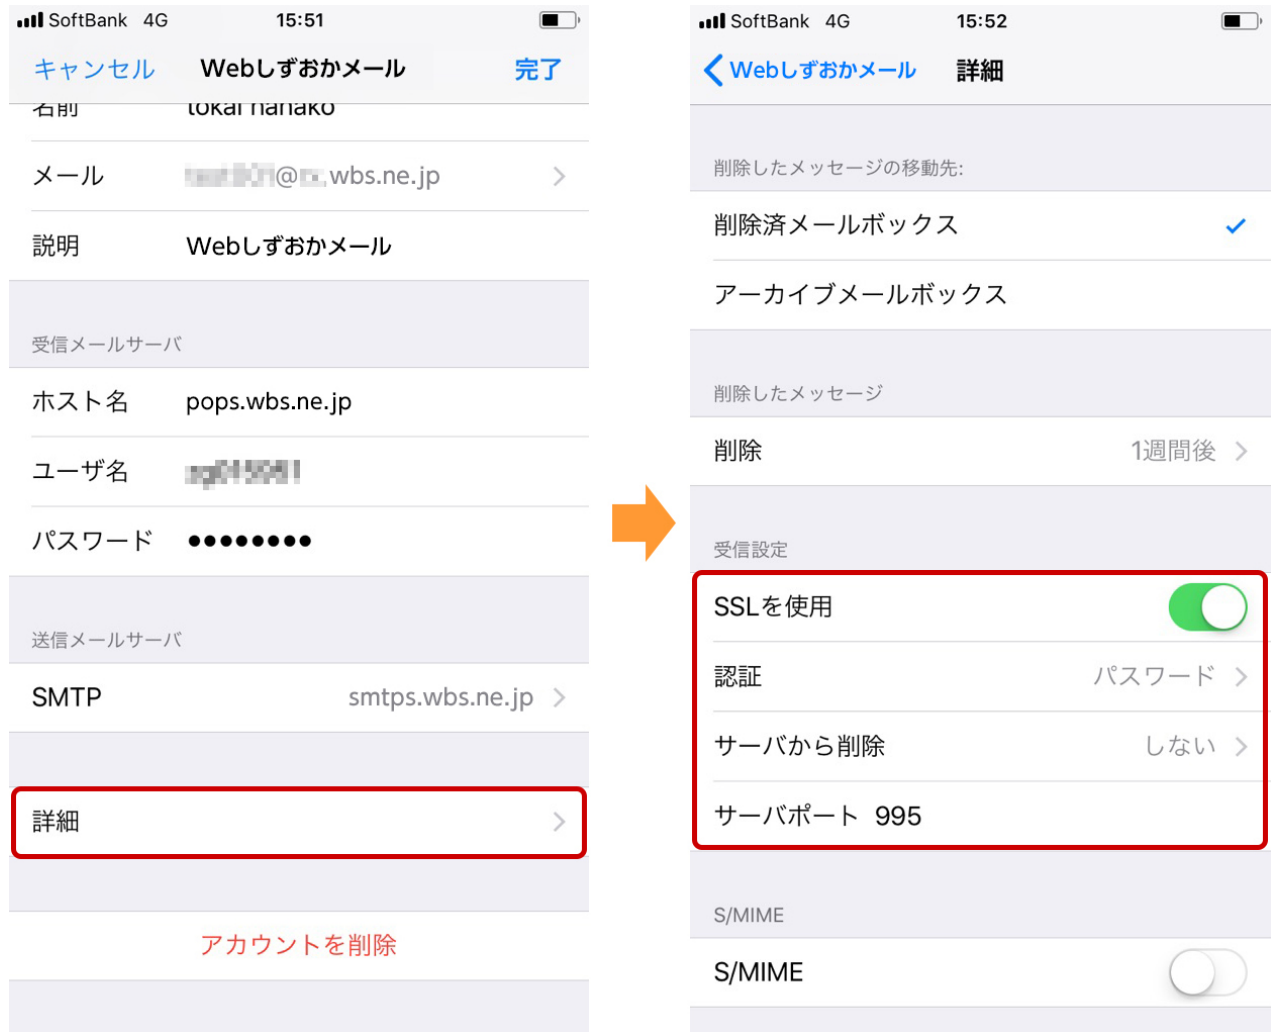 SoftBank 4G 15:51
キャンセル Webしずおかメール 完了
名前 tokai hanako
メール @ .wbs.ne.jp
説明 Webしずおかメール
受信メールサーバ
ホスト名 pops.wbs.ne.jp
ユーザ名
パスワード ●●●●●●●●
送信メールサーバ
SMTP smtps.wbs.ne.jp
詳細
アカウントを削除
SoftBank 4G 15:52
Webしずおかメール 詳細
削除したメッセージの移動先:
削除済メールボックス
アーカイブメールボックス
削除したメッセージ
削除 1週間後
受信設定
SSLを使用
認証 パスワード
サーバから削除 しない
サーバポート 995
S/MIME
S/MIME